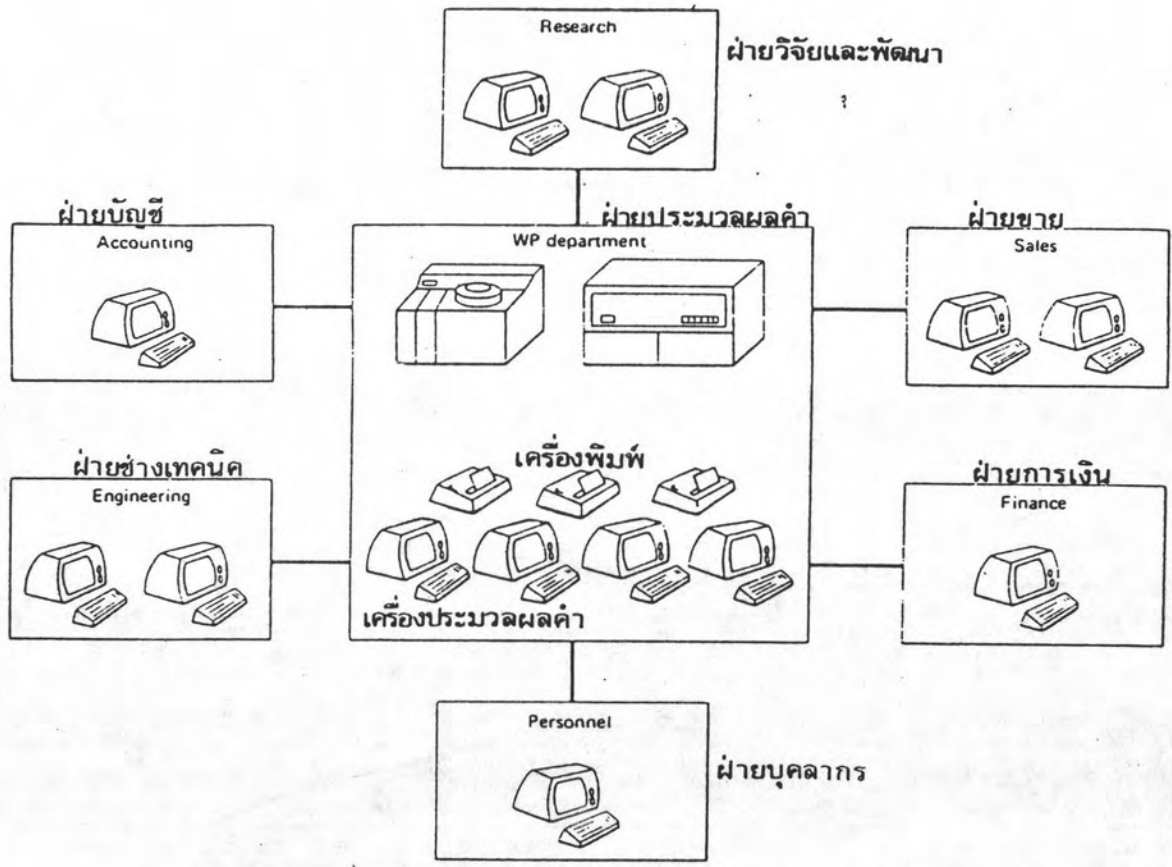 Research
ฝ่ายวิจัยและพัฒนา
ฝ่ายบัญชี
Accounting
ฝ่ายประมวลผลคำ
WP department
ฝ่ายขาย
Sales
ฝ่ายช่างเทคนิค
Engineering
เครื่องพิมพ์
ฝ่ายการเงิน
Finance
เครื่องประมวลผลคำ
Personnel
ฝ่ายบุคลากร